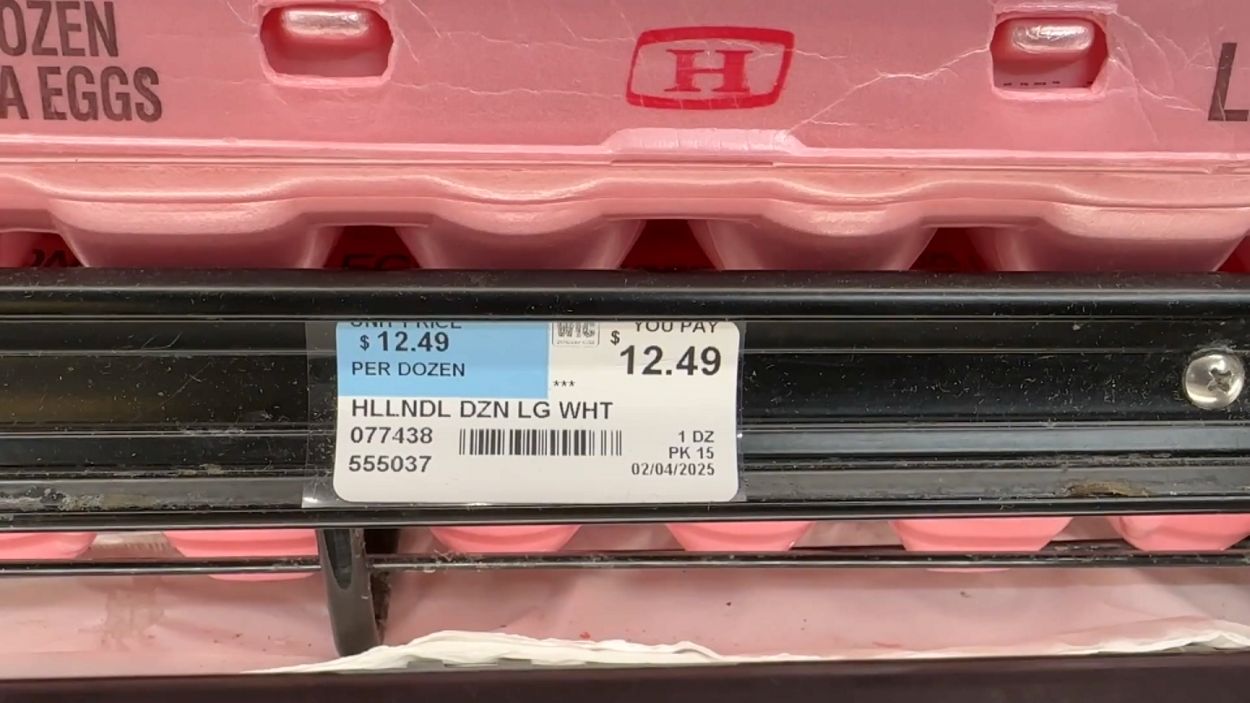 OZEN
A EGGS
H
L
UNIT PRICE
$ 12.49
PER DOZEN
WIC
YOU PAY
$
12.49
***
HLLNDL DZN LG WHT
077438
555037
1 DZ
PK 15
02/04/2025